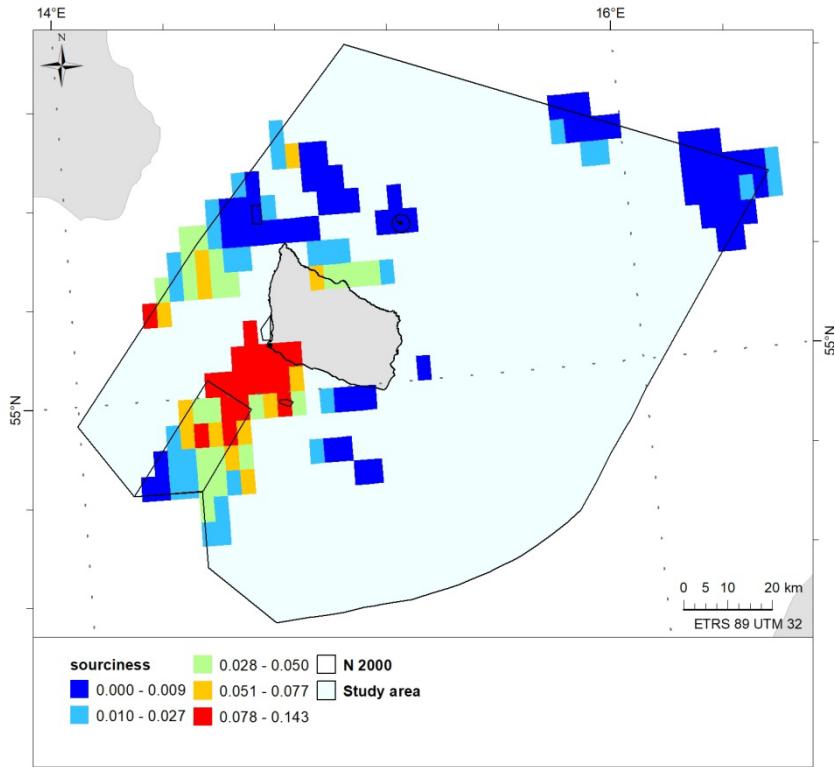 14°E 16°E
N
55°N
55°N
0 5 10 20 km
ETRS 89 UTM 32
sourciness 0.028 - 0.050 N 2000
0.000 - 0.009 0.051 - 0.077 Study area
0.010 - 0.027 0.078 - 0.143